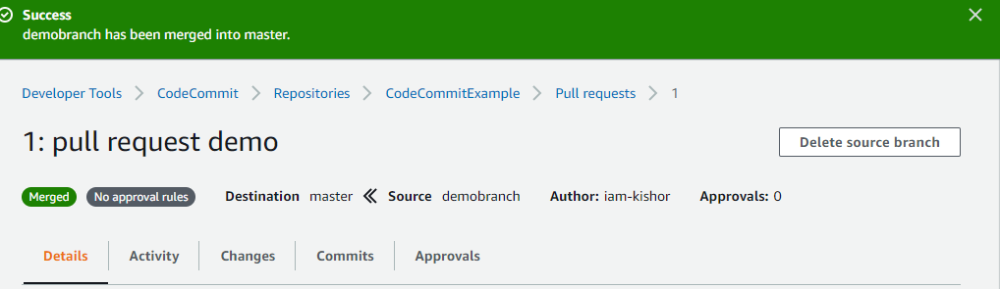 Success
demobranch has been merged into master.
Developer Tools > CodeCommit > Repositories > CodeCommitExample > Pull requests > 1
1: pull request demo
Delete source branch
Merged No approval rules Destination master Source demobranch Author: iam-kishor Approvals: 0
Details Activity Changes Commits Approvals